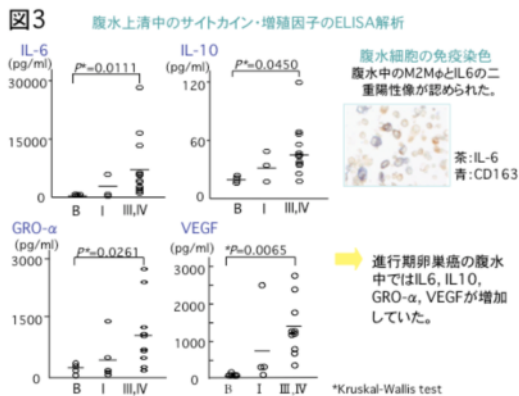 図3
腹水上清中のサイトカイン・増殖因子のELISA解析
IL-6
(pg/ml)
P*=0.0111
30000
15000
0
B I III,IV
IL-10
(pg/ml)
P*=0.0450
120
60
0
B I III,IV
腹水細胞の免疫染色
腹水中のM2MφとIL6の二
重陽性像が認められた。
茶:IL-6
青:CD163
GRO-α
(pg/ml)
P*=0.0261
3000
1500
0
B I III,IV
VEGF
(pg/ml)
*P=0.0065
3000
2000
1000
0
B I III,IV
進行期卵巣癌の腹水
中ではIL6, IL10,
GRO-α, VEGFが増加
していた。
*Kruskal-Wallis test